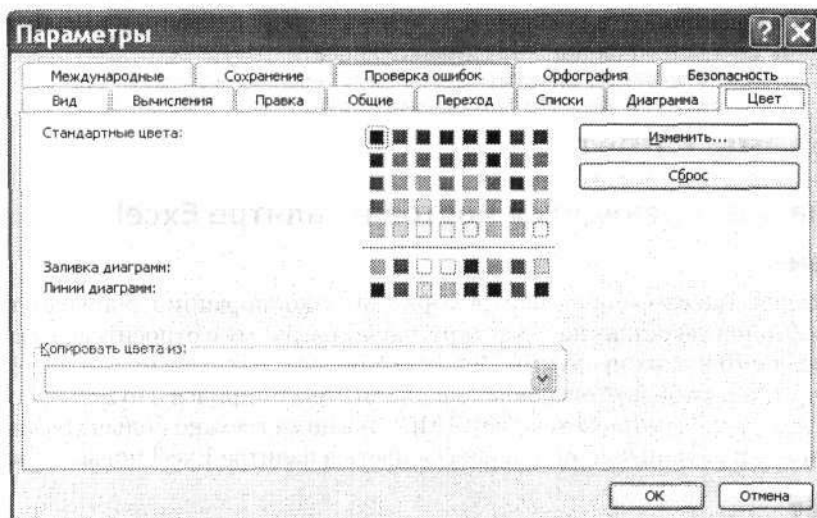 Параметры
Международные Сохранение Проверка ошибок Орфография Безопасность
Вид Вычисления Правка Общие Переход Списки Диаграмма Цвет
Стандартные цвета:
Изменить...
Сброс
Заливка диаграмм:
Линии диаграмм:
Копировать цвета из:
ОК Отмена